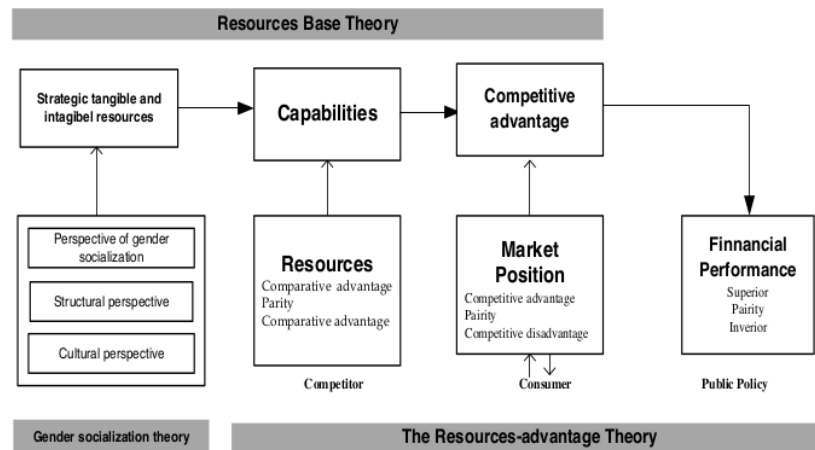 Resources Base Theory
Strategic tangible and
intagibel resources
Capabilities
Competitive
advantage
Perspective of gender
socialization
Structural perspective
Cultural perspective
Resources
Comparative advantage
Parity
Comparative advantage
Market
Position
Competitive advantage
Pairity
Competitive disadvantage
Finnancial
Performance
Superior
Pairity
Inverior
Competitor
Consumer
Public Policy
Gender socialization theory
The Resources-advantage Theory